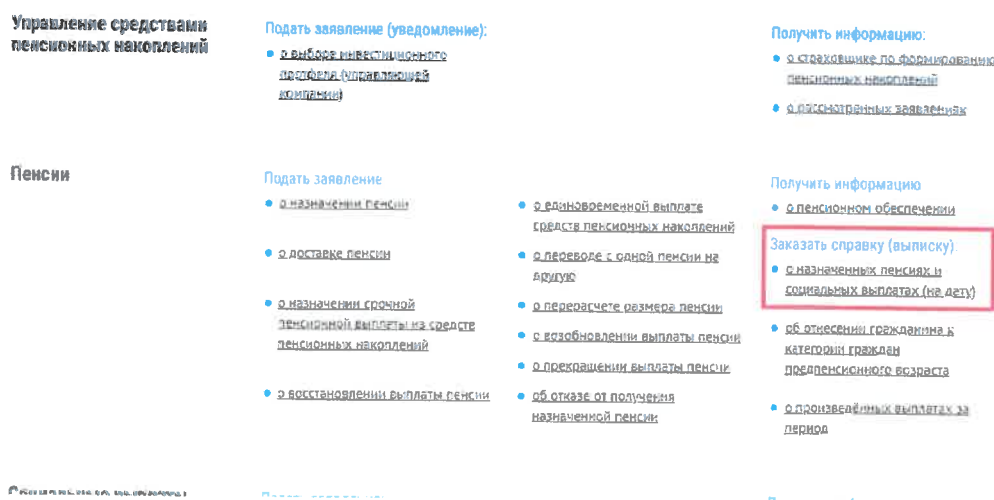 Управление средствами
пенсионных накоплений
Подать заявление (уведомление):
о выборе инвестиционного
портфеля (управляющей
компании)
Получить информацию:
о страховщике по формированию
пенсионных накоплений
о рассмотренных заявлениях
Пенсии
Подать заявление
о назначении пенсии
о доставке пенсии
о назначении срочной
пенсионной выплаты из средств
пенсионных накоплений
о восстановлении выплаты пенсии
о единовременной выплате
средств пенсионных накоплений
о переводе с одной пенсии на
другую
о перерасчете размера пенсии
о возобновлении выплаты пенсии
о прекращении выплаты пенсии
об отказе от получения
назначенной пенсии
Получить информацию
о пенсионном обеспечении
Заказать справку (выписку):
о назначенных пенсиях и
социальных выплатах (на дату)
об отнесении гражданина к
категории граждан
предпенсионного возраста
о произведённых выплатах за
период